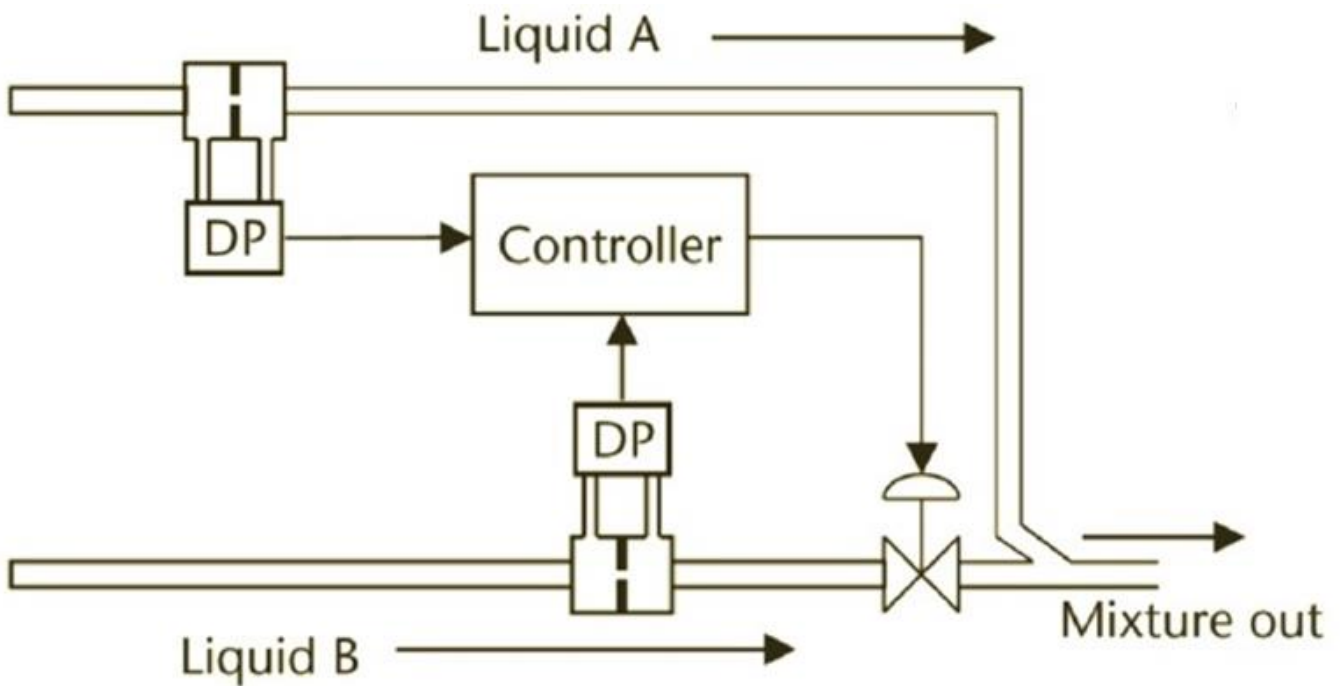 Liquid A
DP
Controller
DP
Mixture out
Liquid B